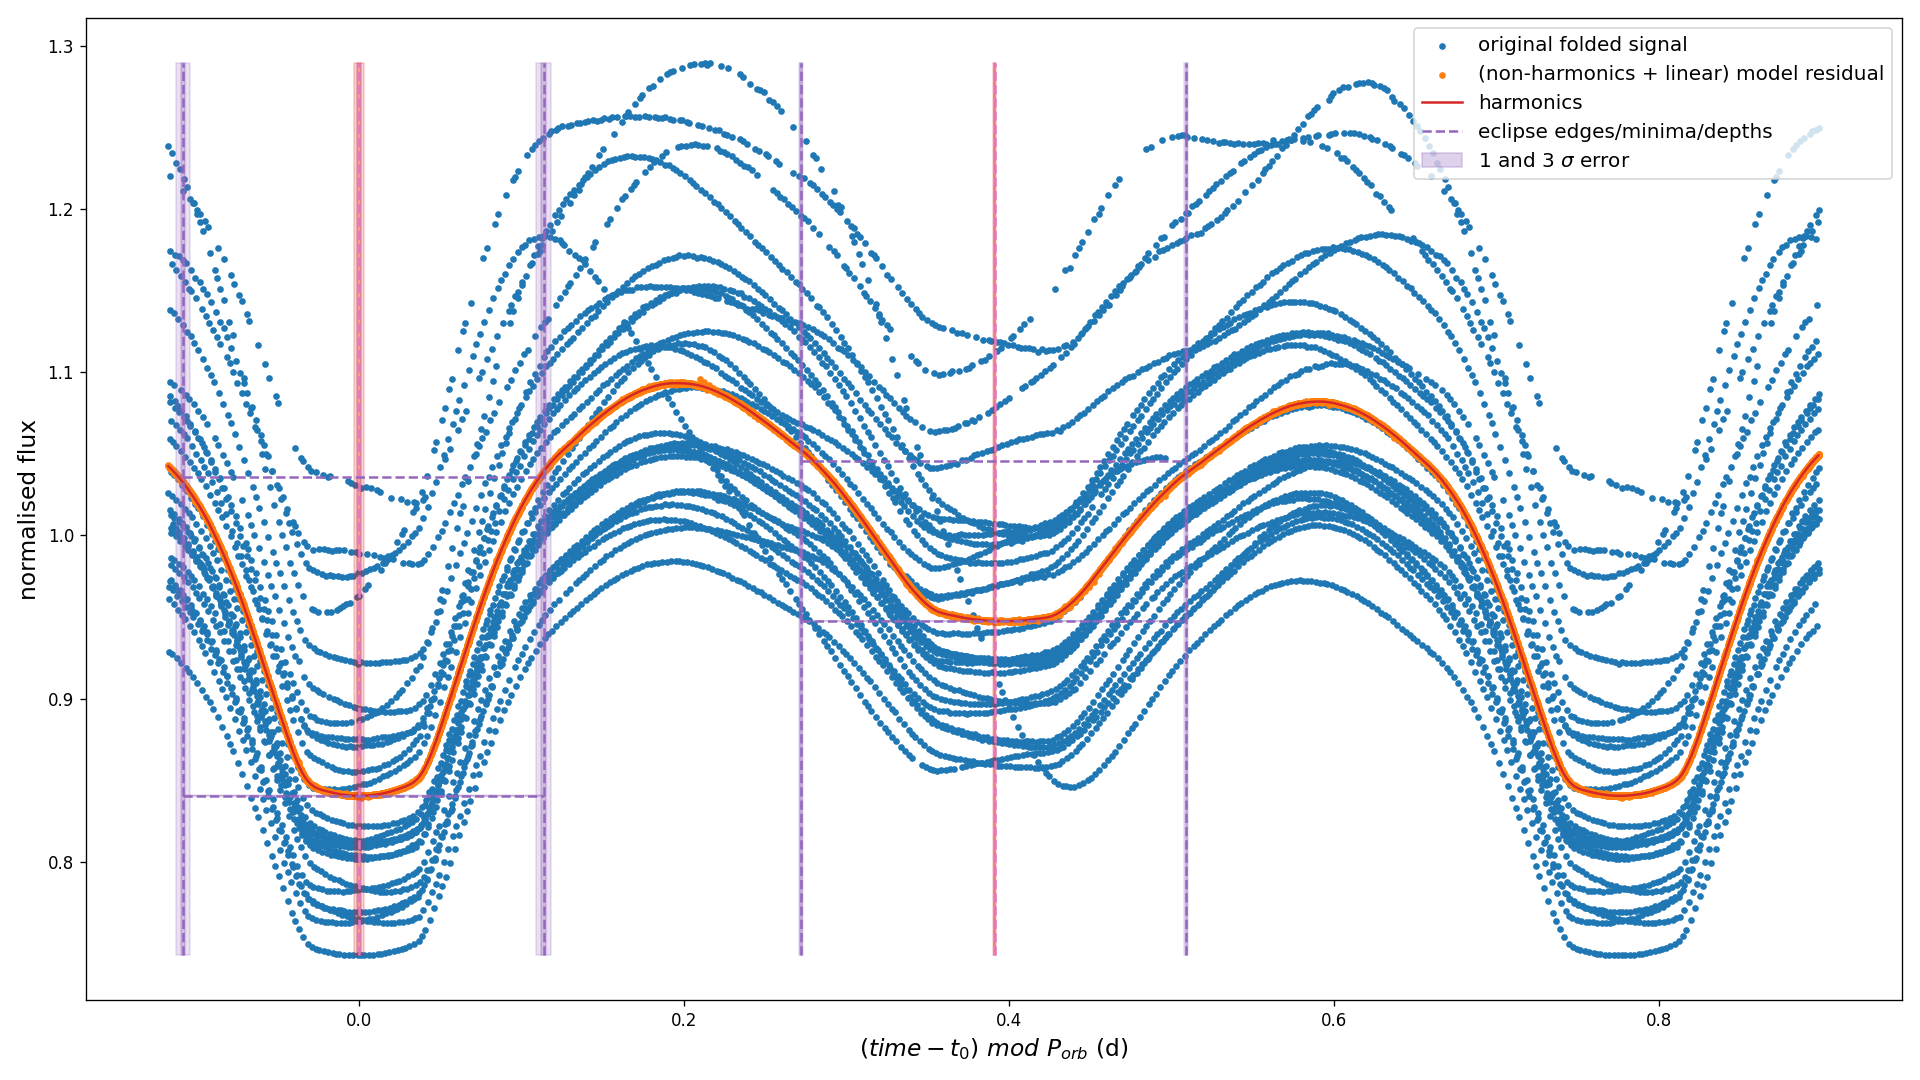 1.3
1.2
1.1
1.0
0.9
0.8
normalised flux
original folded signal
(non-harmonics + linear) model residual
harmonics
eclipse edges/minima/depths
1 and 3 σ error
0.0 0.2 0.4 0.6 0.8
(time − t₀) mod Pₒᵣb (d)